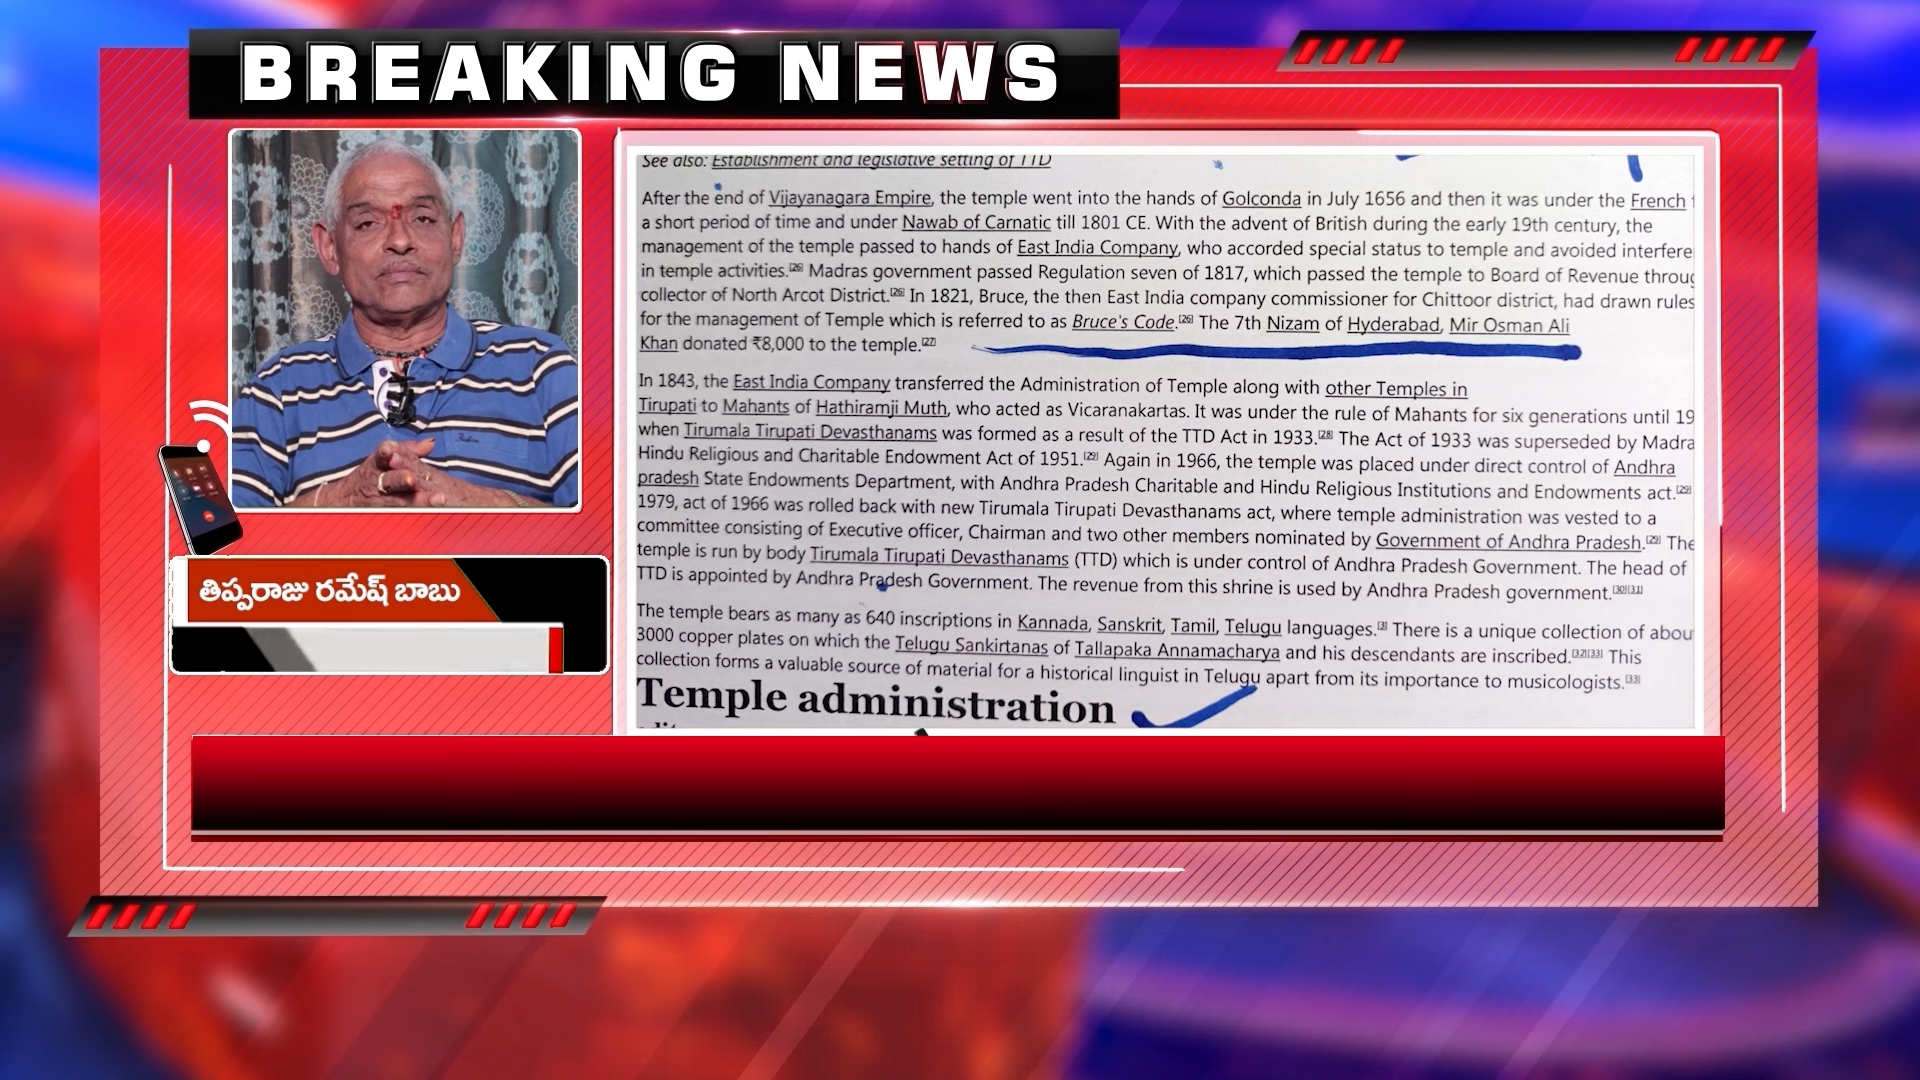 BREAKING NEWS
తిప్పరాజు రమేష్ బాబు
See also: Establishment and legislative setting of TTD
After the end of Vijayanagara Empire, the temple went into the hands of Golconda in July 1656 and then it was under the French
a short period of time and under Nawab of Carnatic till 1801 CE. With the advent of British during the early 19th century, the
management of the temple passed to hands of East India Company, who accorded special status to temple and avoided interfere
in temple activities.[26] Madras government passed Regulation seven of 1817, which passed the temple to Board of Revenue throug
collector of North Arcot District.[26] In 1821, Bruce, the then East India company commissioner for Chittoor district, had drawn rules
for the management of Temple which is referred to as Bruce's Code.[26] The 7th Nizam of Hyderabad, Mir Osman Ali
Khan donated ₹8,000 to the temple.[27]
In 1843, the East India Company transferred the Administration of Temple along with other Temples in
Tirupati to Mahants of Hathiramji Muth, who acted as Vicaranakartas. It was under the rule of Mahants for six generations until 19
when Tirumala Tirupati Devasthanams was formed as a result of the TTD Act in 1933.[28] The Act of 1933 was superseded by Madra
Hindu Religious and Charitable Endowment Act of 1951.[29] Again in 1966, the temple was placed under direct control of Andhra
pradesh State Endowments Department, with Andhra Pradesh Charitable and Hindu Religious Institutions and Endowments act.[29]
1979, act of 1966 was rolled back with new Tirumala Tirupati Devasthanams act, where temple administration was vested to a
committee consisting of Executive officer, Chairman and two other members nominated by Government of Andhra Pradesh.[29] The
temple is run by body Tirumala Tirupati Devasthanams (TTD) which is under control of Andhra Pradesh Government. The head of
TTD is appointed by Andhra Pradesh Government. The revenue from this shrine is used by Andhra Pradesh government.[30][31]
The temple bears as many as 640 inscriptions in Kannada, Sanskrit, Tamil, Telugu languages.[3] There is a unique collection of abou
3000 copper plates on which the Telugu Sankirtanas of Tallapaka Annamacharya and his descendants are inscribed.[32][33] This
collection forms a valuable source of material for a historical linguist in Telugu apart from its importance to musicologists.[33]
Temple administration